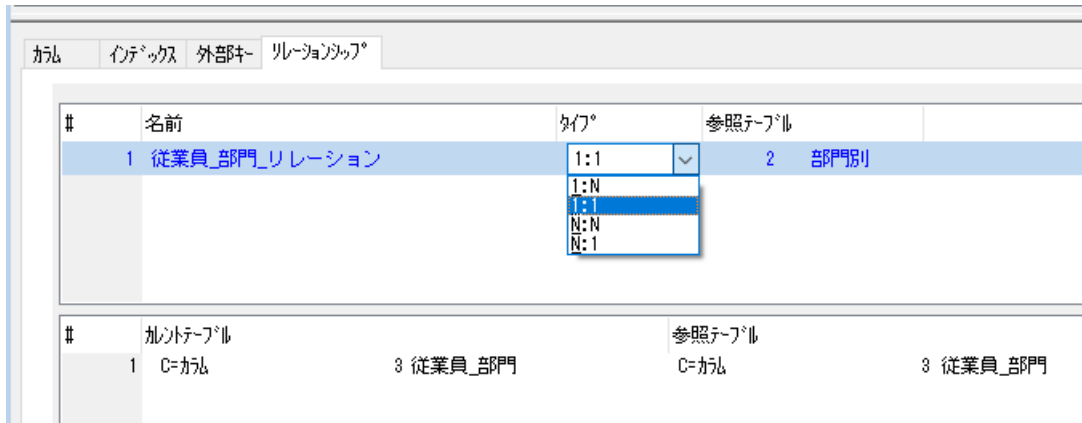 ｶﾗﾑ ｲﾝﾃﾞｯｸｽ 外部ｷｰ ﾘﾚｰｼｮﾝｼｯﾌﾟ
# 名前 ﾀｲﾌﾟ 参照ﾃｰﾌﾞﾙ
1 従業員_部門_リレーション 1:1 2 部門別
1:N
1:1
N:N
N:1
# ｶﾚﾝﾄﾃｰﾌﾞﾙ 参照ﾃｰﾌﾞﾙ
1 C=ｶﾗﾑ 3 従業員_部門 C=ｶﾗﾑ 3 従業員_部門